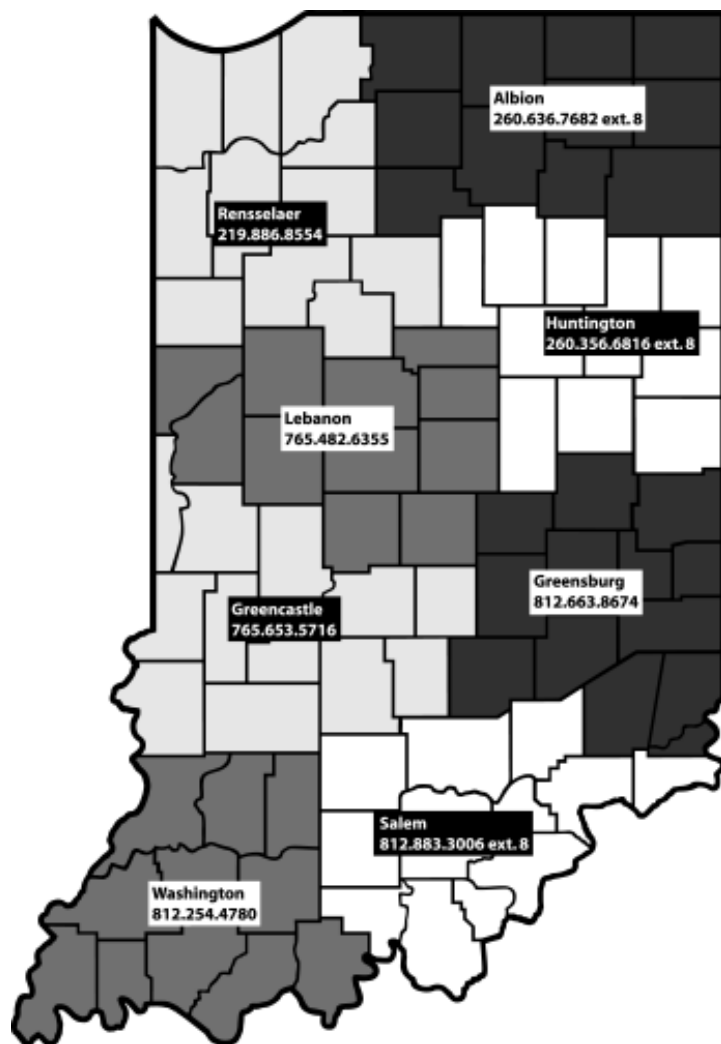 Albion
260.636.7682 ext. 8
Rensselaer
219.886.8554
Huntington
260.356.6816 ext. 8
Lebanon
765.482.6355
Greensburg
812.663.8674
Greencastle
765.653.5716
Salem
812.883.3006 ext. 8
Washington
812.254.4780